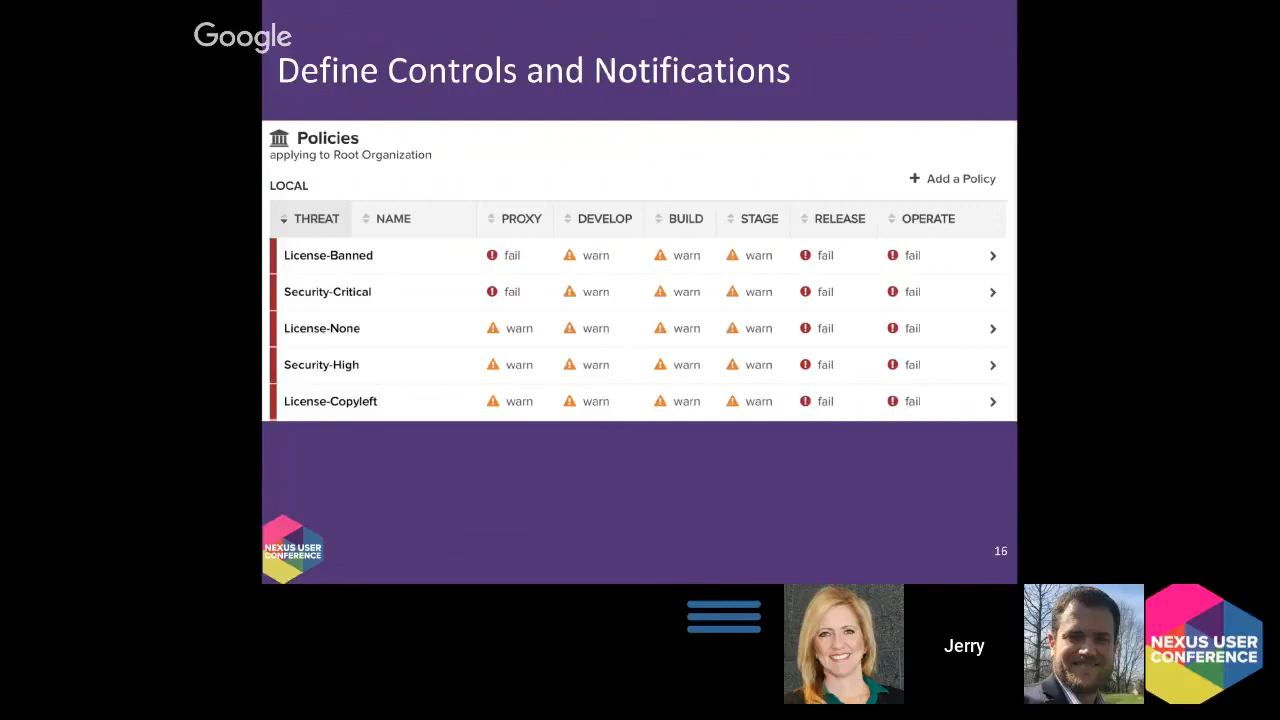 Google
Define Controls and Notifications
Policies
applying to Root Organization
+ Add a Policy
LOCAL
THREAT NAME PROXY DEVELOP BUILD STAGE RELEASE OPERATE
License-Banned fail warn warn warn fail fail
Security-Critical fail warn warn warn fail fail
License-None warn warn warn warn fail fail
Security-High warn warn warn warn fail fail
License-Copyleft warn warn warn warn fail fail
NEXUS USER
CONFERENCE
16
Jerry
NEXUS USER
CONFERENCE